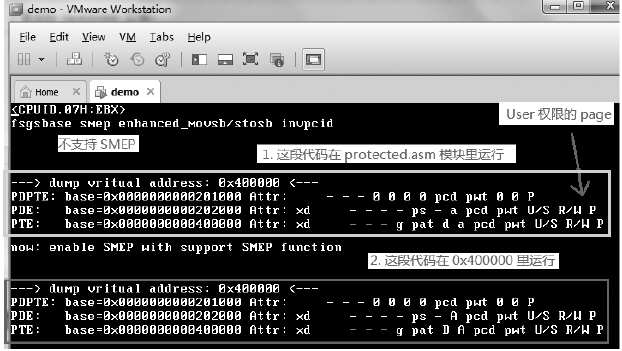 demo - VMware Workstation
File Edit View VM Tabs Help
Home demo
<CPUID.07H:EBX>
fsgsbase smep enhanced_movsb/stosb invpcid
User 权限的 page
不支持 SMEP
1. 这段代码在 protected.asm 模块里运行
---> dump vritual address: 0x400000 <---
PDPTE: base=0x0000000000201000 Attr: - - - 0 0 0 0 pcd pwt 0 0 P
PDE: base=0x0000000000202000 Attr: xd - - - - ps - a pcd pwt U/S R/W P
PTE: base=0x0000000000400000 Attr: xd - - - g pat d a pcd pwt U/S R/W P
now: enable SMEP with support SMEP function
2. 这段代码在 0x400000 里运行
---> dump vritual address: 0x400000 <---
PDPTE: base=0x0000000000201000 Attr: - - - 0 0 0 0 pcd pwt 0 0 P
PDE: base=0x0000000000202000 Attr: xd - - - - ps - A pcd pwt U/S R/W P
PTE: base=0x0000000000400000 Attr: xd - - - g pat D A pcd pwt U/S R/W P